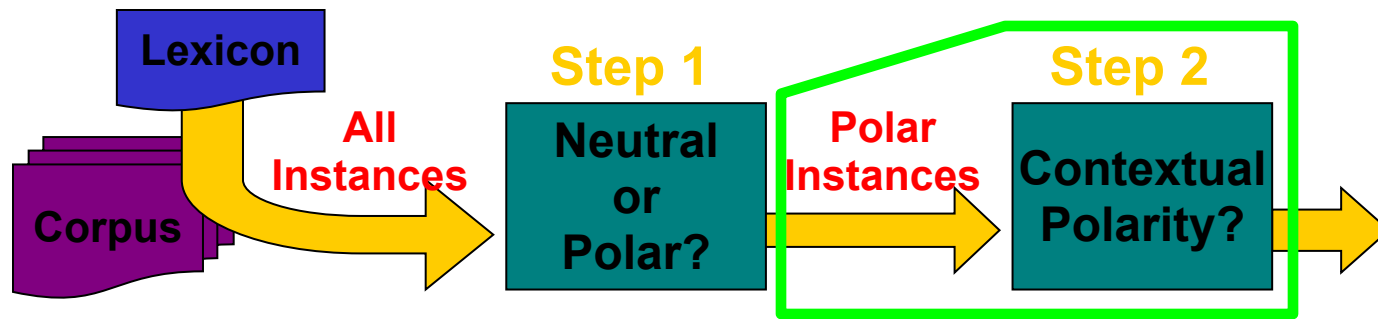 Lexicon
Corpus
All
Instances
Step 1
Neutral
or
Polar?
Polar
Instances
Step 2
Contextual
Polarity?